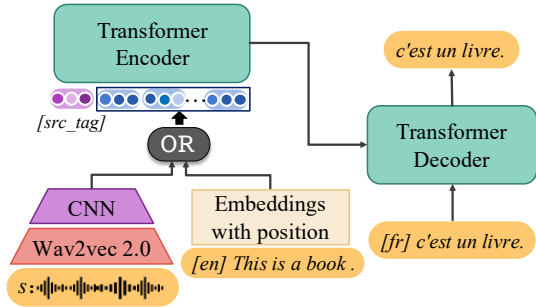 Transformer
Encoder
[src_tag]
OR
CNN
Wav2vec 2.0
s:
Embeddings
with position
[en] This is a book .
c'est un livre.
Transformer
Decoder
[fr] c'est un livre.